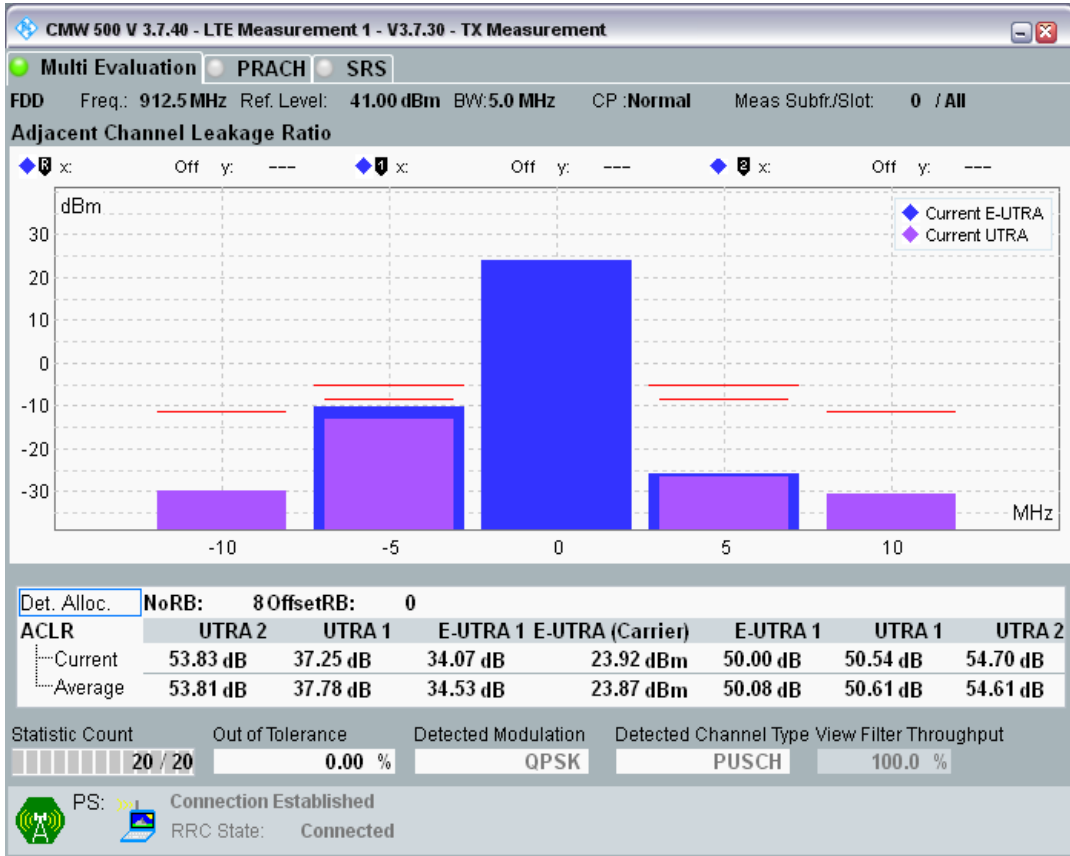 CMW 500 V 3.7.40 - LTE Measurement 1 - V3.7.30 - TX Measurement
Multi Evaluation PRACH SRS
FDD Freq.: 912.5 MHz Ref. Level: 41.00 dBm BW: 5.0 MHz CP : Normal Meas Subfr./Slot: 0 / All
Adjacent Channel Leakage Ratio
R x: Off y: --- 1 x: Off y: --- 2 x: Off y: ---
dBm
Current E-UTRA
Current UTRA
30
20
10
0
-10
-20
-30
MHz
-10 -5 0 5 10
Det. Alloc. NoRB: 8 OffsetRB: 0
ACLR UTRA 2 UTRA 1 E-UTRA 1 E-UTRA (Carrier) E-UTRA 1 UTRA 1 UTRA 2
Current 53.83 dB 37.25 dB 34.07 dB 23.92 dBm 50.00 dB 50.54 dB 54.70 dB
Average 53.81 dB 37.78 dB 34.53 dB 23.87 dBm 50.08 dB 50.61 dB 54.61 dB
Statistic Count Out of Tolerance Detected Modulation Detected Channel Type View Filter Throughput
20 / 20 0.00 % QPSK PUSCH 100.0 %
PS: Connection Established
RRC State: Connected